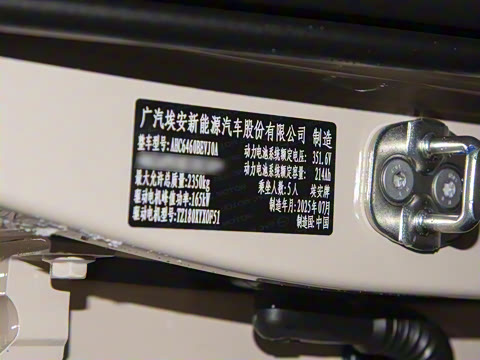 广汽埃安新能源汽车股份有限公司 制造
整车型号:AHC6460BEVJ0A 动力电池系统额定电压:351.6V
动力电池系统额定容量:214Ah
最大允许总质量:2350kg 乘坐人数:5人 埃安牌
驱动电机峰值功率:165kW 制造年月:2025年07月
驱动电机型号:TZ180XYX0F51 制造国:中国